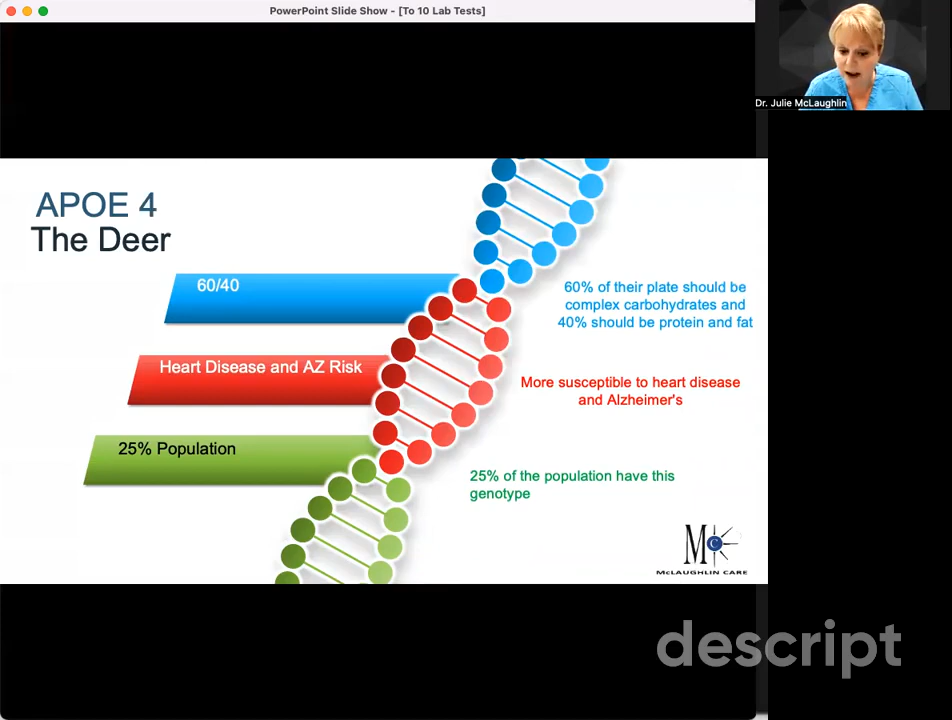 PowerPoint Slide Show - [To 10 Lab Tests]
Dr. Julie McLaughlin
APOE 4
The Deer
60/40
60% of their plate should be
complex carbohydrates and
40% should be protein and fat
Heart Disease and AZ Risk
More susceptible to heart disease
and Alzheimer's
25% Population
25% of the population have this
genotype
M C
McLAUGHLIN CARE
descript